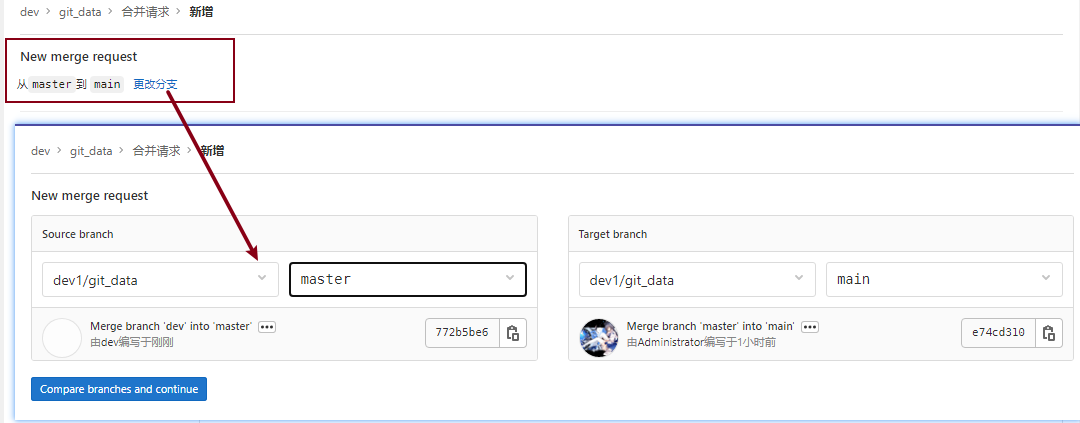 dev > git_data > 合并请求 > 新增
New merge request
从 master 到 main 更改分支
dev > git_data > 合并请求 > 新增
New merge request
Source branch
dev1/git_data master
Merge branch 'dev' into 'master' ••• 772b5be6
由dev编写于刚刚
Target branch
dev1/git_data main
Merge branch 'master' into 'main' ••• e74cd310
由Administrator编写于1小时前
Compare branches and continue